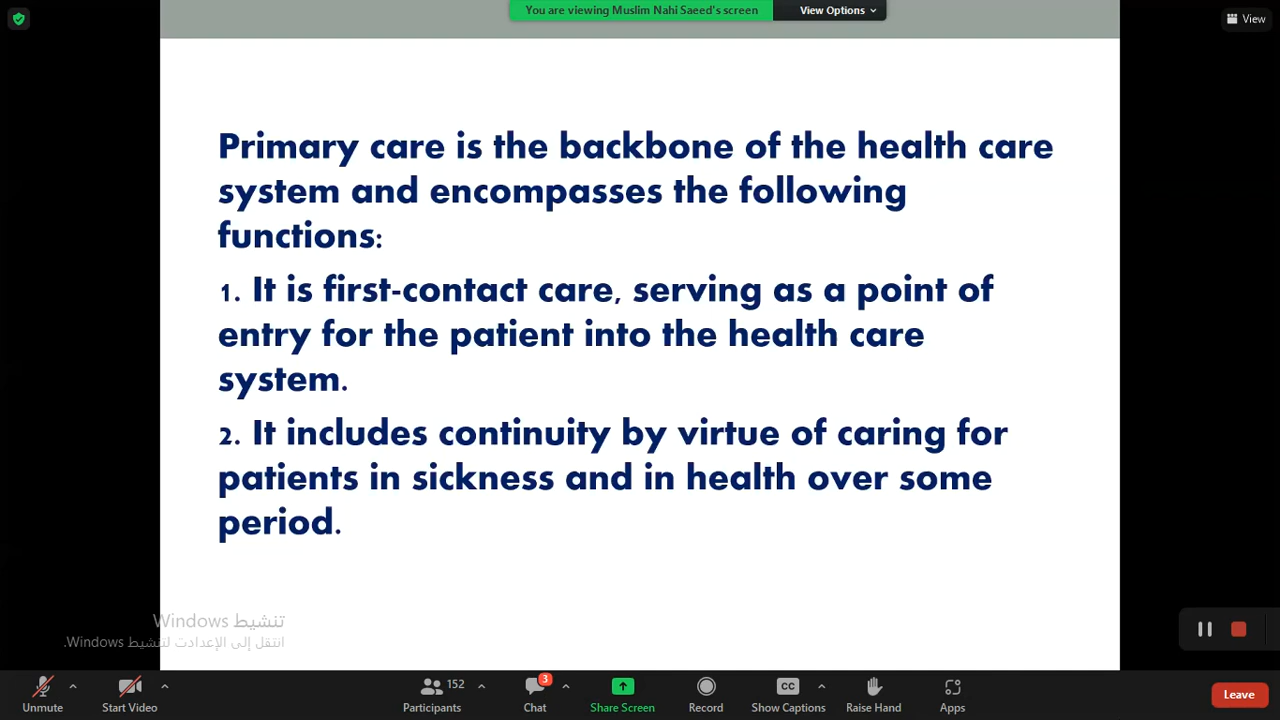 You are viewing Muslim Nahi Saeed's screen
View Options
View
Primary care is the backbone of the health care
system and encompasses the following
functions:
1. It is first-contact care, serving as a point of
entry for the patient into the health care
system.
2. It includes continuity by virtue of caring for
patients in sickness and in health over some
period.
تنشيط Windows
انتقل إلى الإعدادت لتنشيط Windows.
Unmute
Start Video
152
Participants
3
Chat
Share Screen
Record
CC
Show Captions
Raise Hand
Apps
Leave